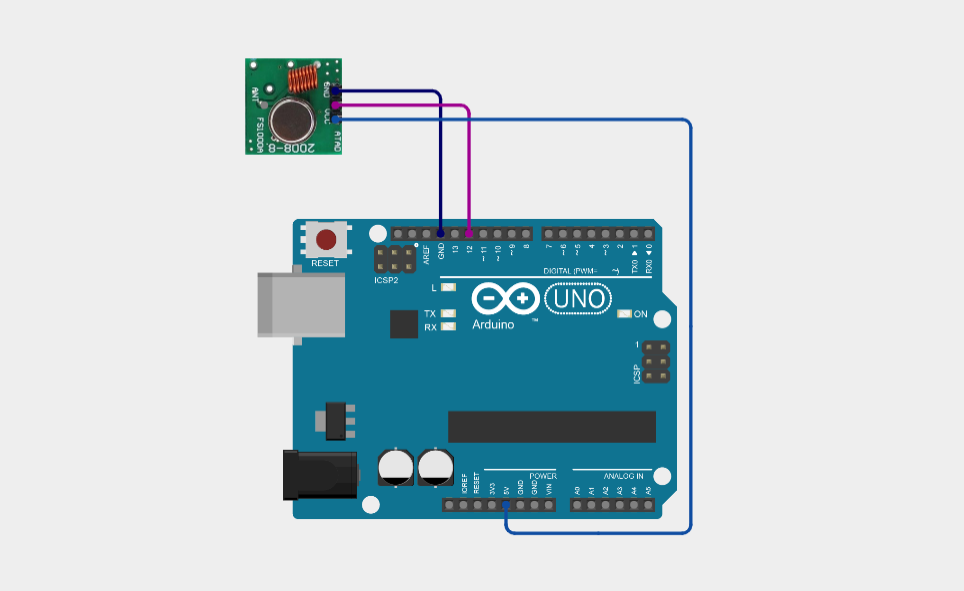 GND
VCC
ATAD
ANT
FS1000A
2008-8
RESET
ICSP2
AREF
GND
13
12
~11
~10
~9
8
7
~6
~5
4
~3
2
TX0▶1
RX0◀0
DIGITAL (PWM= ~)
L
TX
RX
Arduino
™
UNO
ON
1
ICSP
IOREF
RESET
3V3
5V
GND
GND
VIN
POWER
ANALOG IN
A0
A1
A2
A3
A4
A5